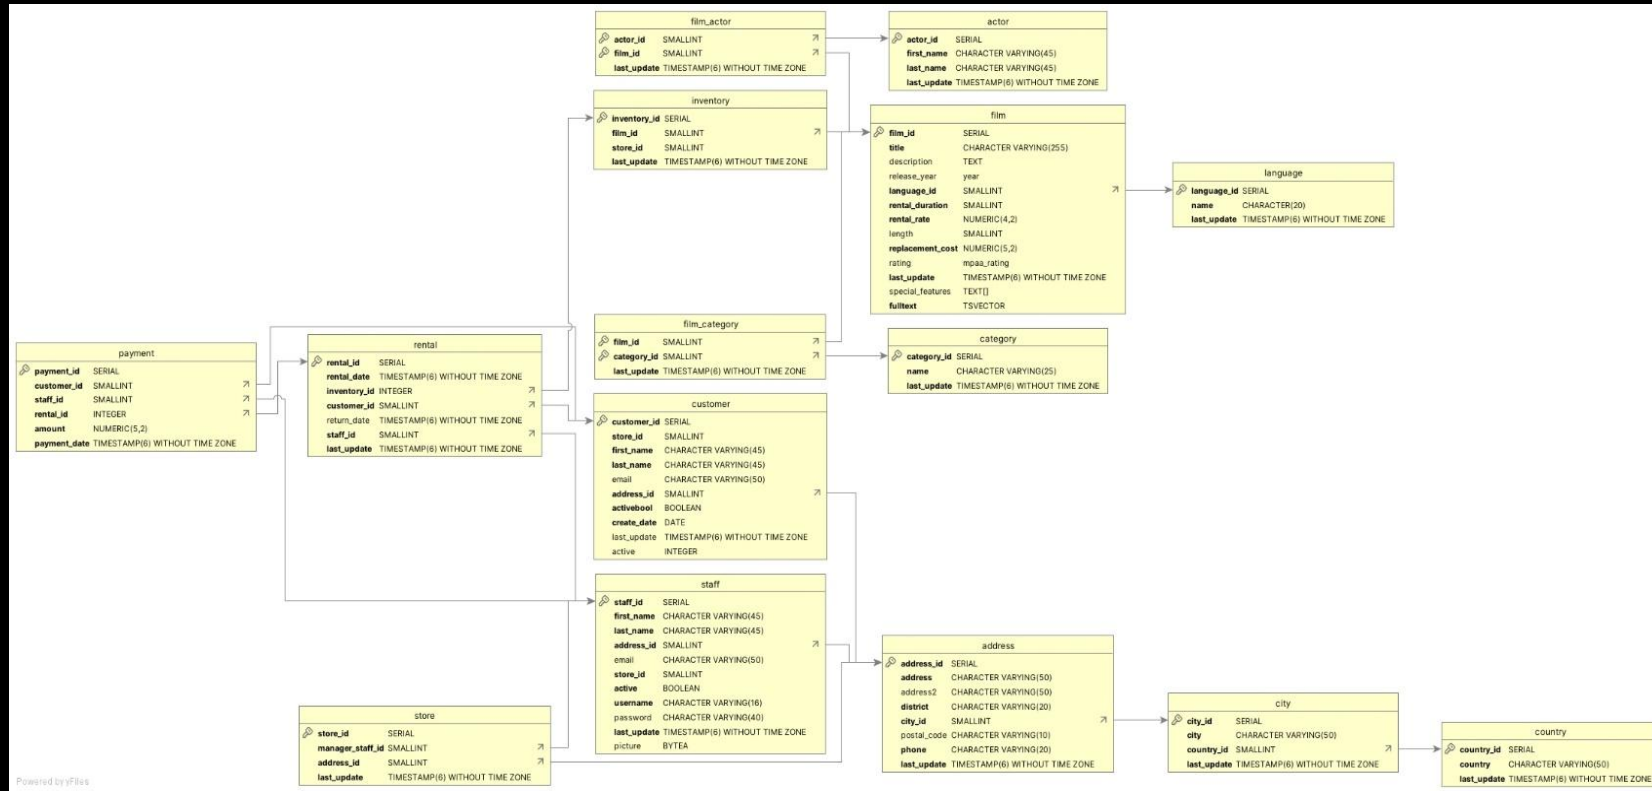 film_actor
actor_id SMALLINT
film_id SMALLINT
last_update TIMESTAMP(6) WITHOUT TIME ZONE
actor
actor_id SERIAL
first_name CHARACTER VARYING(45)
last_name CHARACTER VARYING(45)
last_update TIMESTAMP(6) WITHOUT TIME ZONE
inventory
inventory_id SERIAL
film_id SMALLINT
store_id SMALLINT
last_update TIMESTAMP(6) WITHOUT TIME ZONE
film
film_id SERIAL
title CHARACTER VARYING(255)
description TEXT
release_year year
language_id SMALLINT
rental_duration SMALLINT
rental_rate NUMERIC(4,2)
length SMALLINT
replacement_cost NUMERIC(5,2)
rating mpaa_rating
last_update TIMESTAMP(6) WITHOUT TIME ZONE
special_features TEXT[]
fulltext TSVECTOR
language
language_id SERIAL
name CHARACTER(20)
last_update TIMESTAMP(6) WITHOUT TIME ZONE
film_category
film_id SMALLINT
category_id SMALLINT
last_update TIMESTAMP(6) WITHOUT TIME ZONE
category
category_id SERIAL
name CHARACTER VARYING(25)
last_update TIMESTAMP(6) WITHOUT TIME ZONE
payment
payment_id SERIAL
customer_id SMALLINT
staff_id SMALLINT
rental_id INTEGER
amount NUMERIC(5,2)
payment_date TIMESTAMP(6) WITHOUT TIME ZONE
rental
rental_id SERIAL
rental_date TIMESTAMP(6) WITHOUT TIME ZONE
inventory_id INTEGER
customer_id SMALLINT
return_date TIMESTAMP(6) WITHOUT TIME ZONE
staff_id SMALLINT
last_update TIMESTAMP(6) WITHOUT TIME ZONE
customer
customer_id SERIAL
store_id SMALLINT
first_name CHARACTER VARYING(45)
last_name CHARACTER VARYING(45)
email CHARACTER VARYING(50)
address_id SMALLINT
activebool BOOLEAN
create_date DATE
last_update TIMESTAMP(6) WITHOUT TIME ZONE
active INTEGER
staff
staff_id SERIAL
first_name CHARACTER VARYING(45)
last_name CHARACTER VARYING(45)
address_id SMALLINT
email CHARACTER VARYING(50)
store_id SMALLINT
active BOOLEAN
username CHARACTER VARYING(16)
password CHARACTER VARYING(40)
last_update TIMESTAMP(6) WITHOUT TIME ZONE
picture BYTEA
store
store_id SERIAL
manager_staff_id SMALLINT
address_id SMALLINT
last_update TIMESTAMP(6) WITHOUT TIME ZONE
address
address_id SERIAL
address CHARACTER VARYING(50)
address2 CHARACTER VARYING(50)
district CHARACTER VARYING(20)
city_id SMALLINT
postal_code CHARACTER VARYING(10)
phone CHARACTER VARYING(20)
last_update TIMESTAMP(6) WITHOUT TIME ZONE
city
city_id SERIAL
city CHARACTER VARYING(50)
country_id SMALLINT
last_update TIMESTAMP(6) WITHOUT TIME ZONE
country
country_id SERIAL
country CHARACTER VARYING(50)
last_update TIMESTAMP(6) WITHOUT TIME ZONE
Powered by yFiles